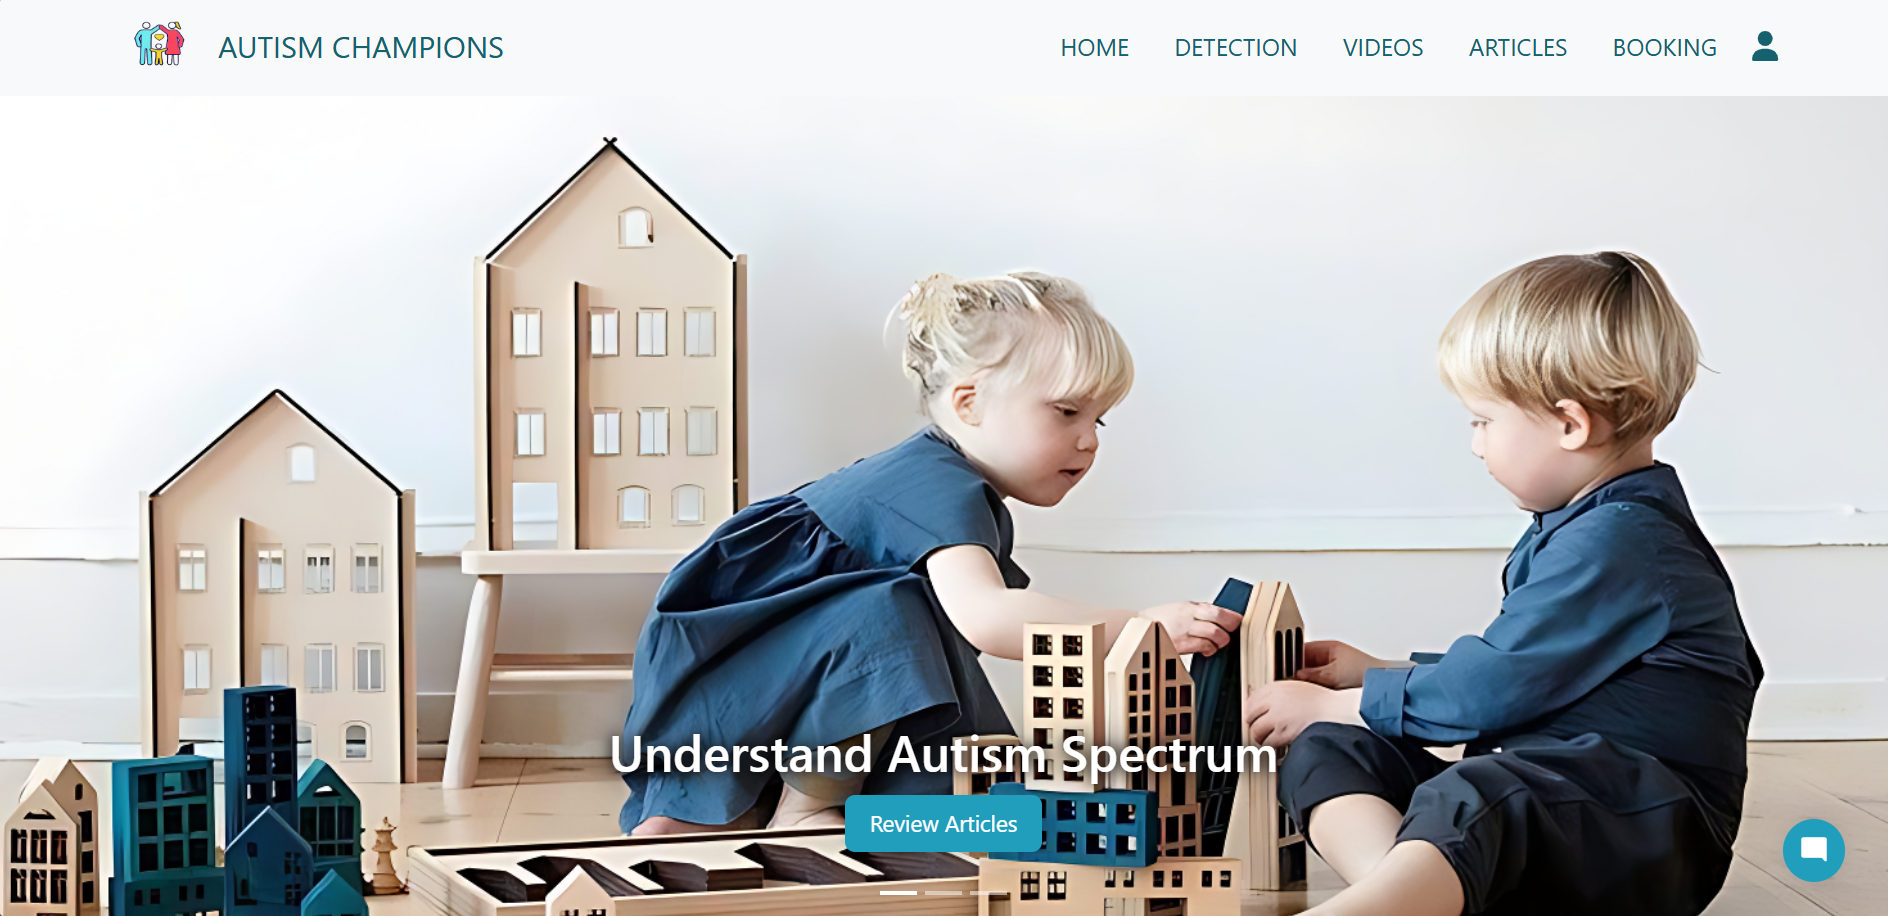 AUTISM CHAMPIONS
HOME
DETECTION
VIDEOS
ARTICLES
BOOKING
Understand Autism Spectrum
Review Articles